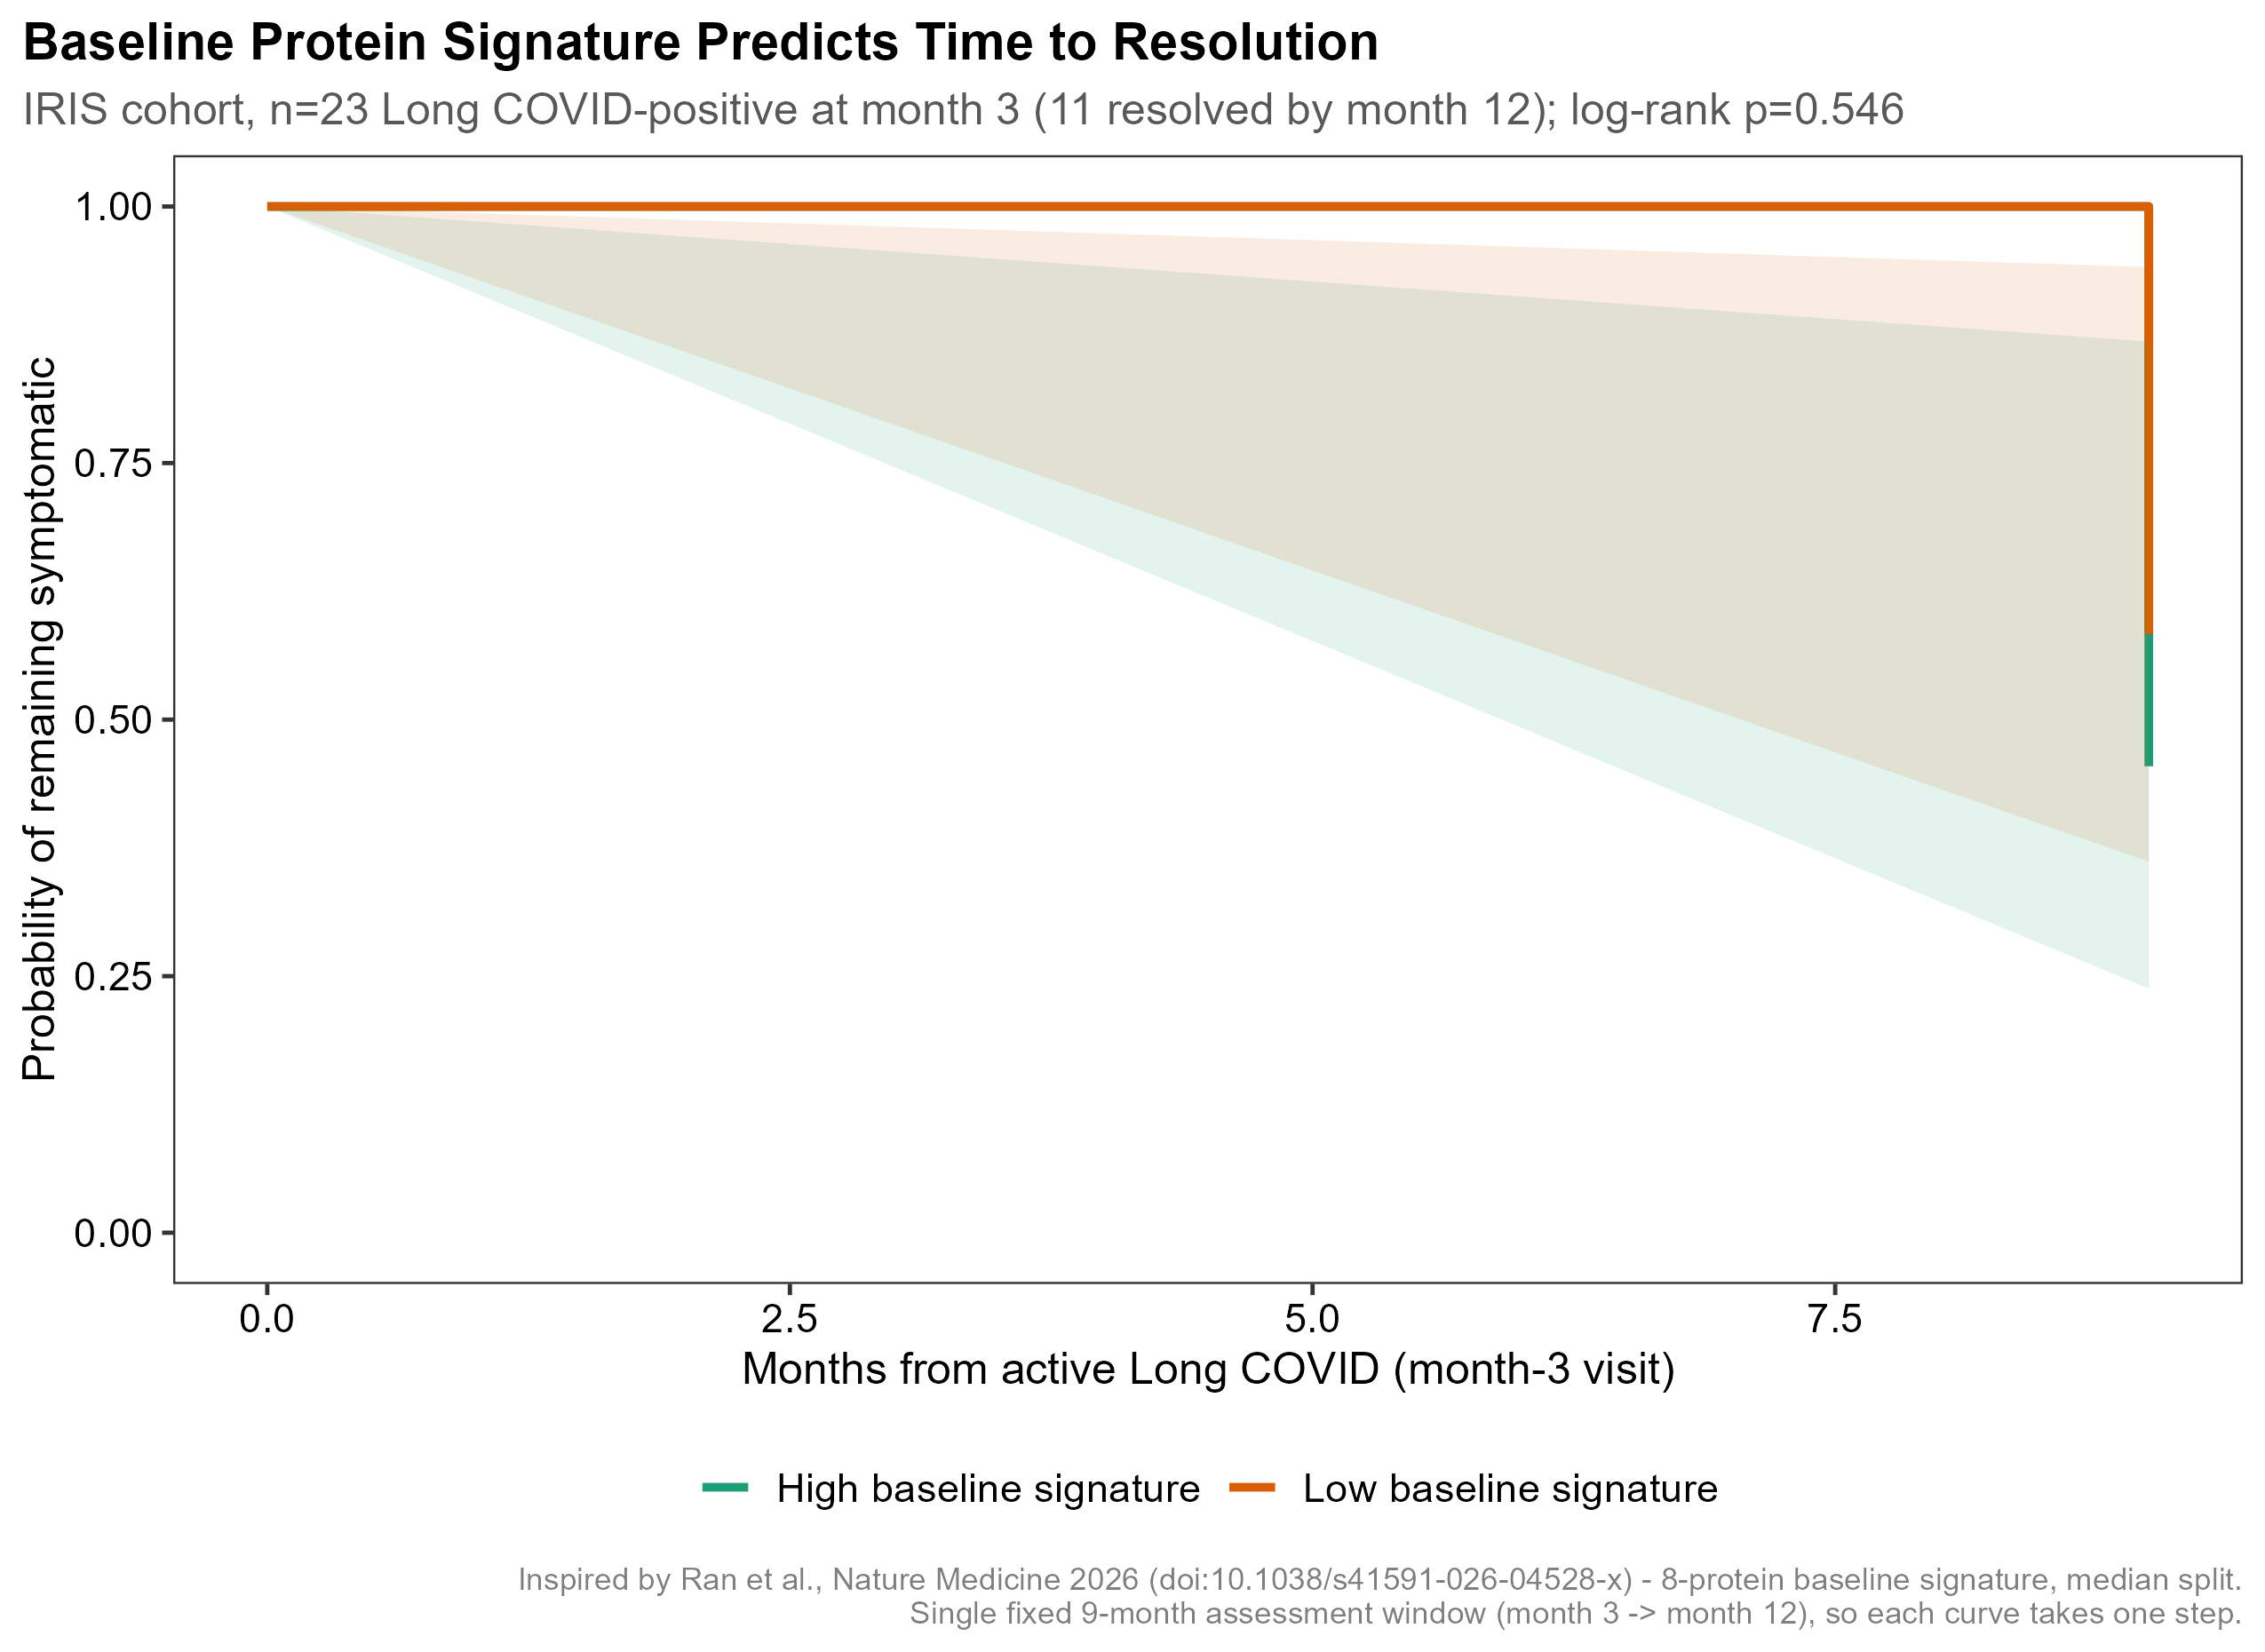 Baseline Protein Signature Predicts Time to Resolution
IRIS cohort, n=23 Long COVID-positive at month 3 (11 resolved by month 12); log-rank p=0.546
Probability of remaining symptomatic
1.00
0.75
0.50
0.25
0.00
0.0
2.5
5.0
7.5
Months from active Long COVID (month-3 visit)
High baseline signature
Low baseline signature
Inspired by Ran et al., Nature Medicine 2026 (doi:10.1038/s41591-026-04528-x) - 8-protein baseline signature, median split.
Single fixed 9-month assessment window (month 3 -> month 12), so each curve takes one step.